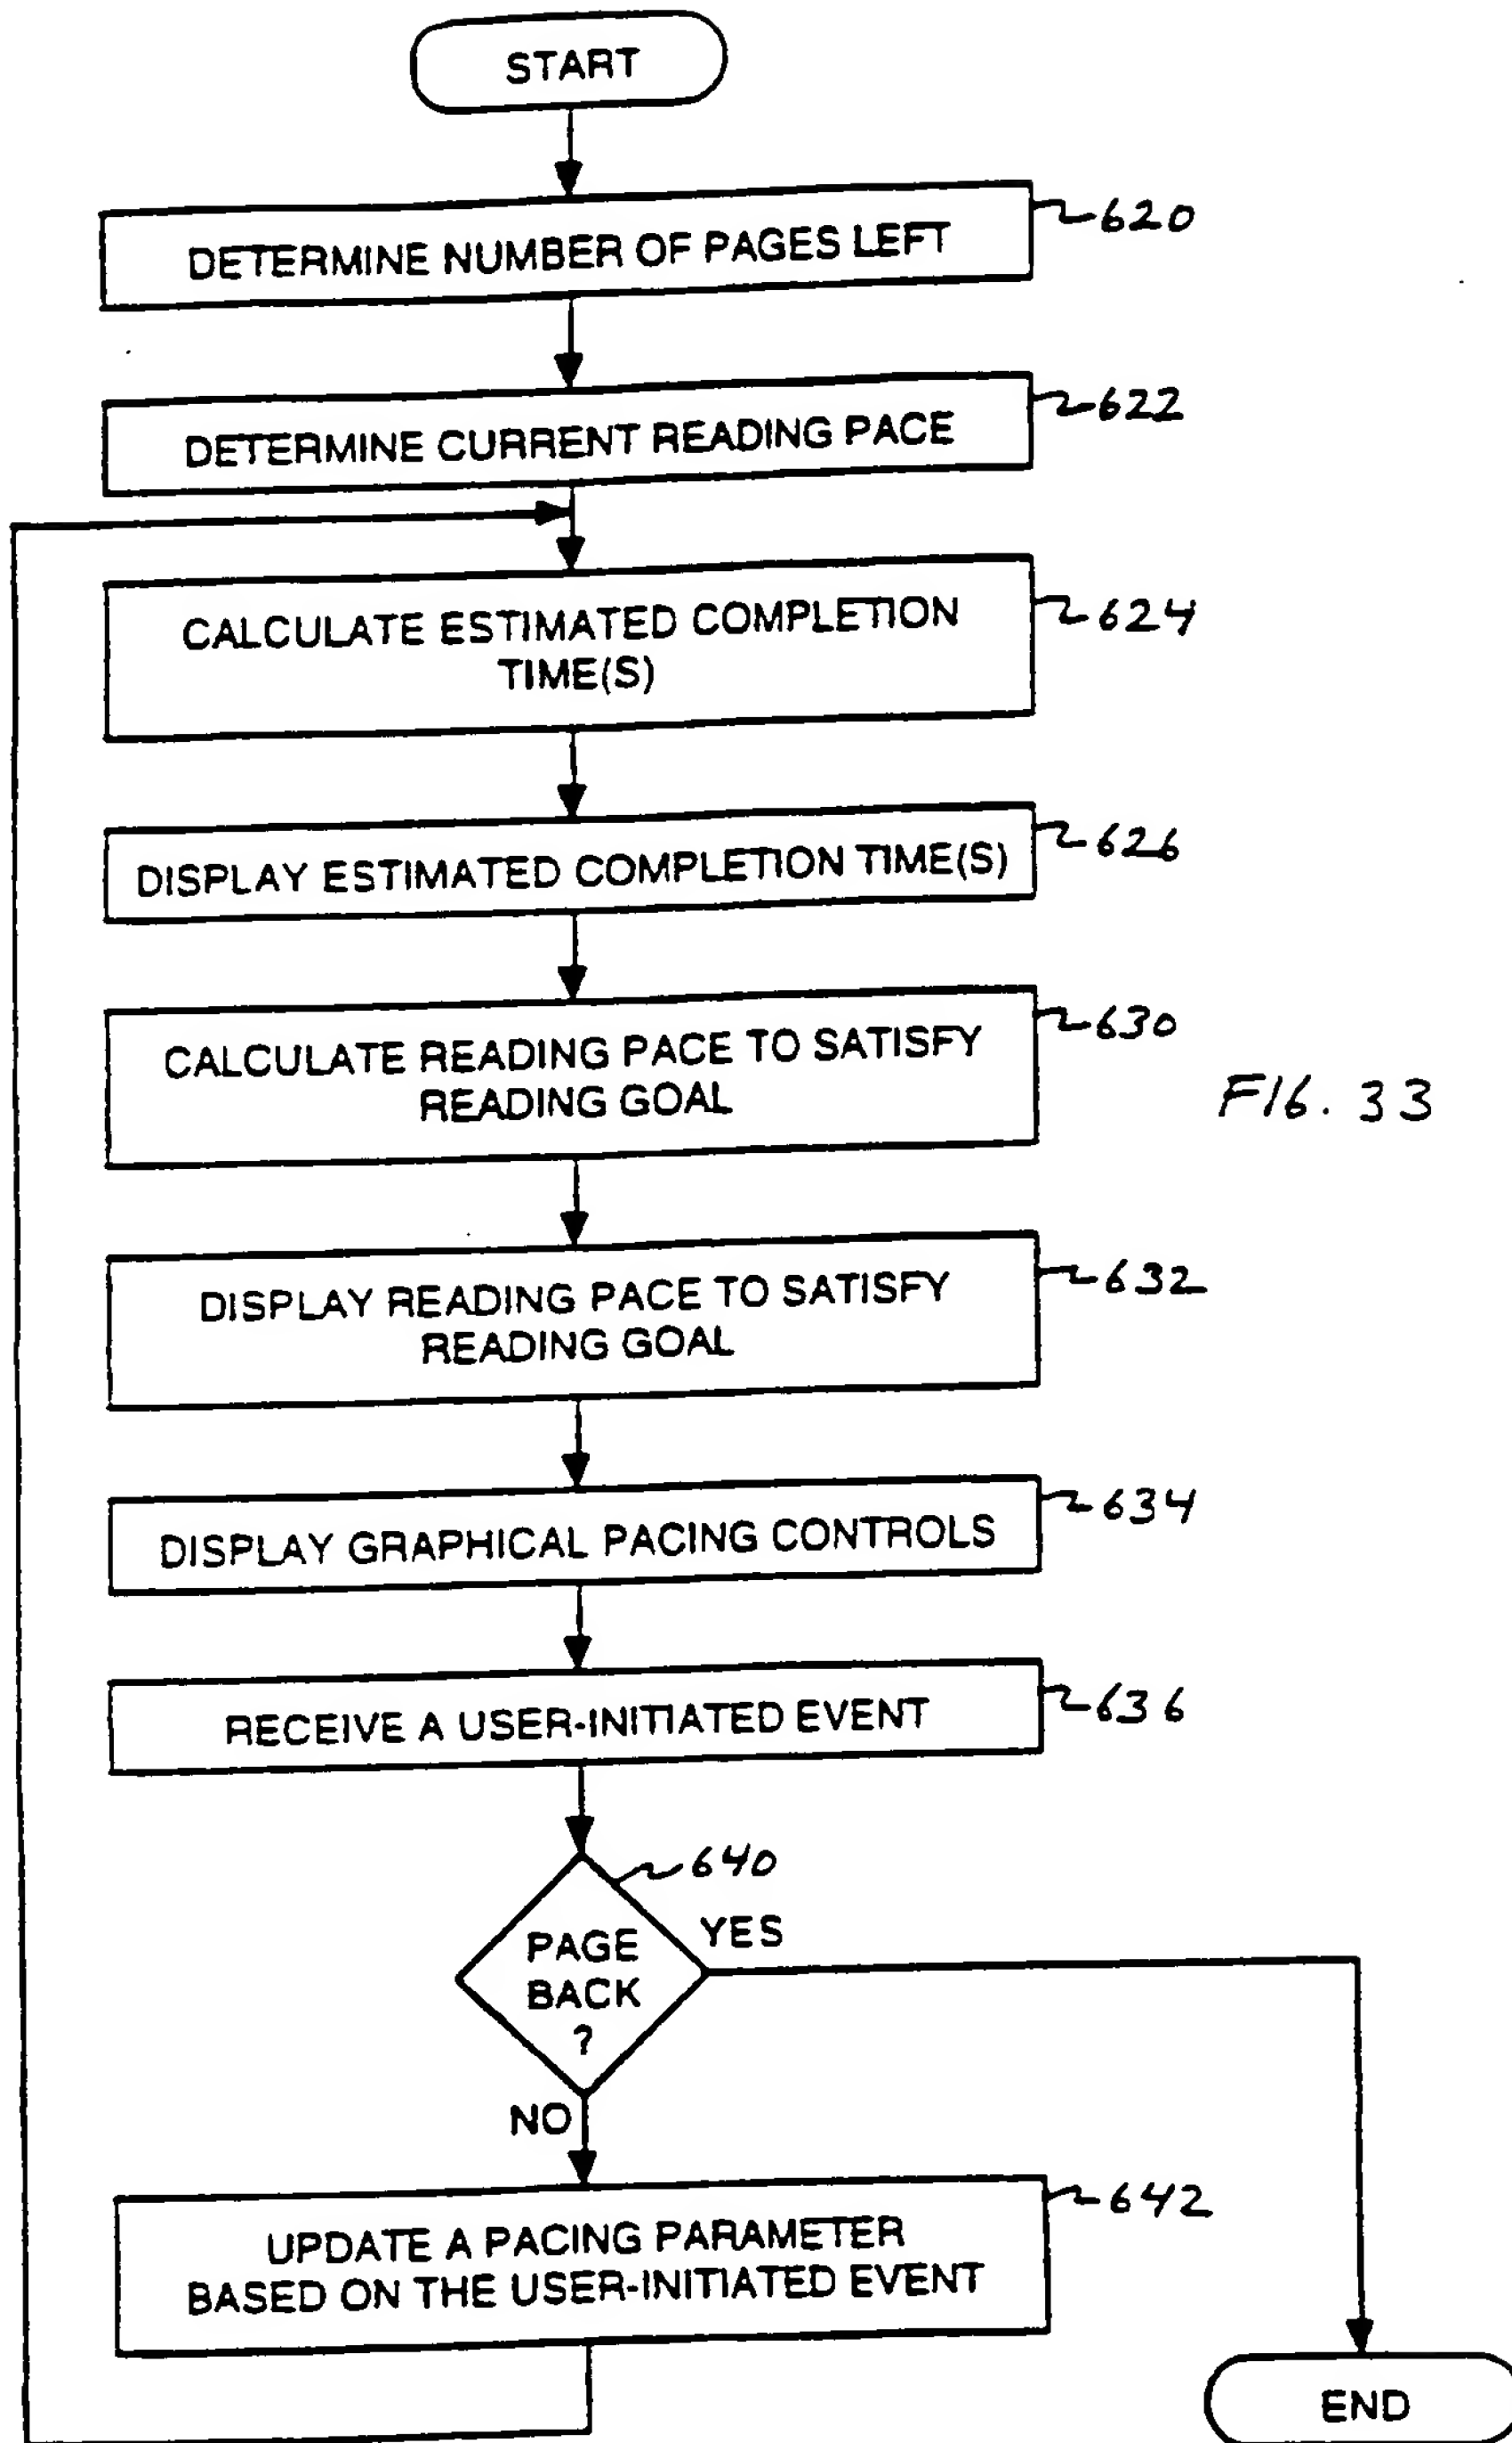 START
DETERMINE NUMBER OF PAGES LEFT
620
DETERMINE CURRENT READING PACE
622
CALCULATE ESTIMATED COMPLETION
TIME(S)
624
DISPLAY ESTIMATED COMPLETION TIME(S)
626
CALCULATE READING PACE TO SATISFY
READING GOAL
630
FIG. 33
DISPLAY READING PACE TO SATISFY
READING GOAL
632
DISPLAY GRAPHICAL PACING CONTROLS
634
RECEIVE A USER-INITIATED EVENT
636
640
PAGE
BACK
?
YES
NO
UPDATE A PACING PARAMETER
BASED ON THE USER-INITIATED EVENT
642
END